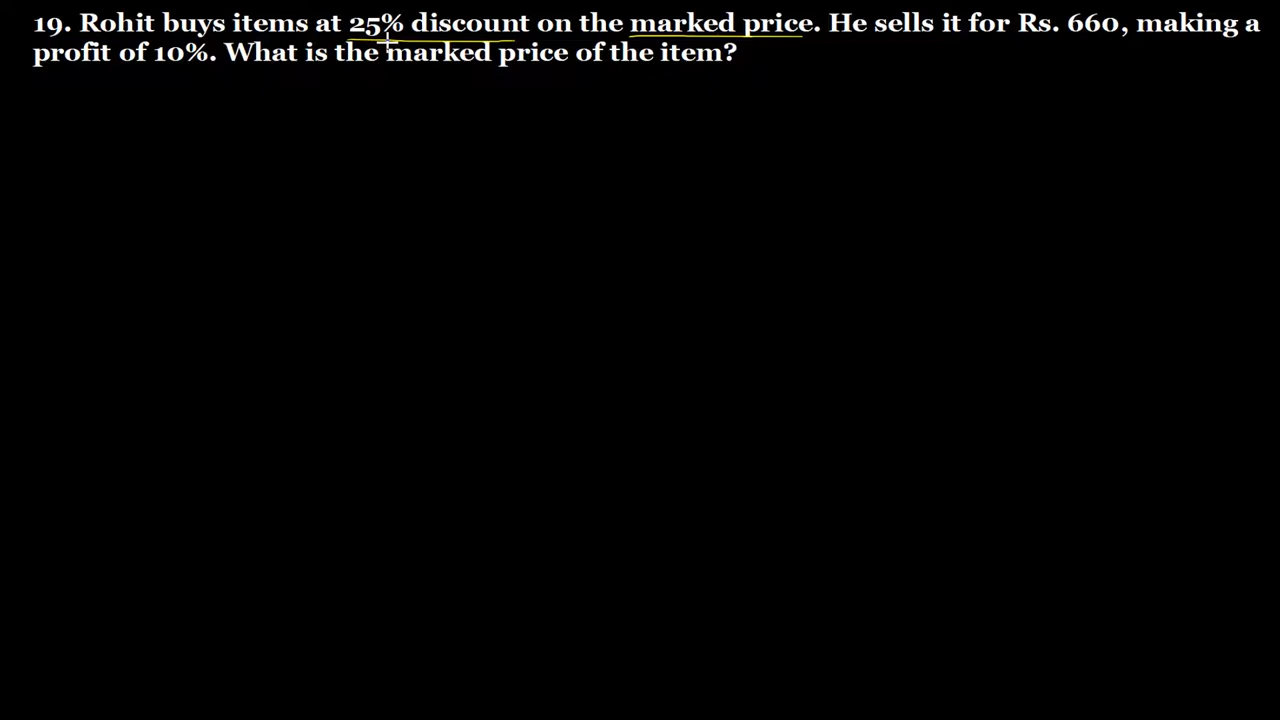 19. Rohit buys items at 25% discount on the marked price. He sells it for Rs. 660, making a
profit of 10%. What is the marked price of the item?